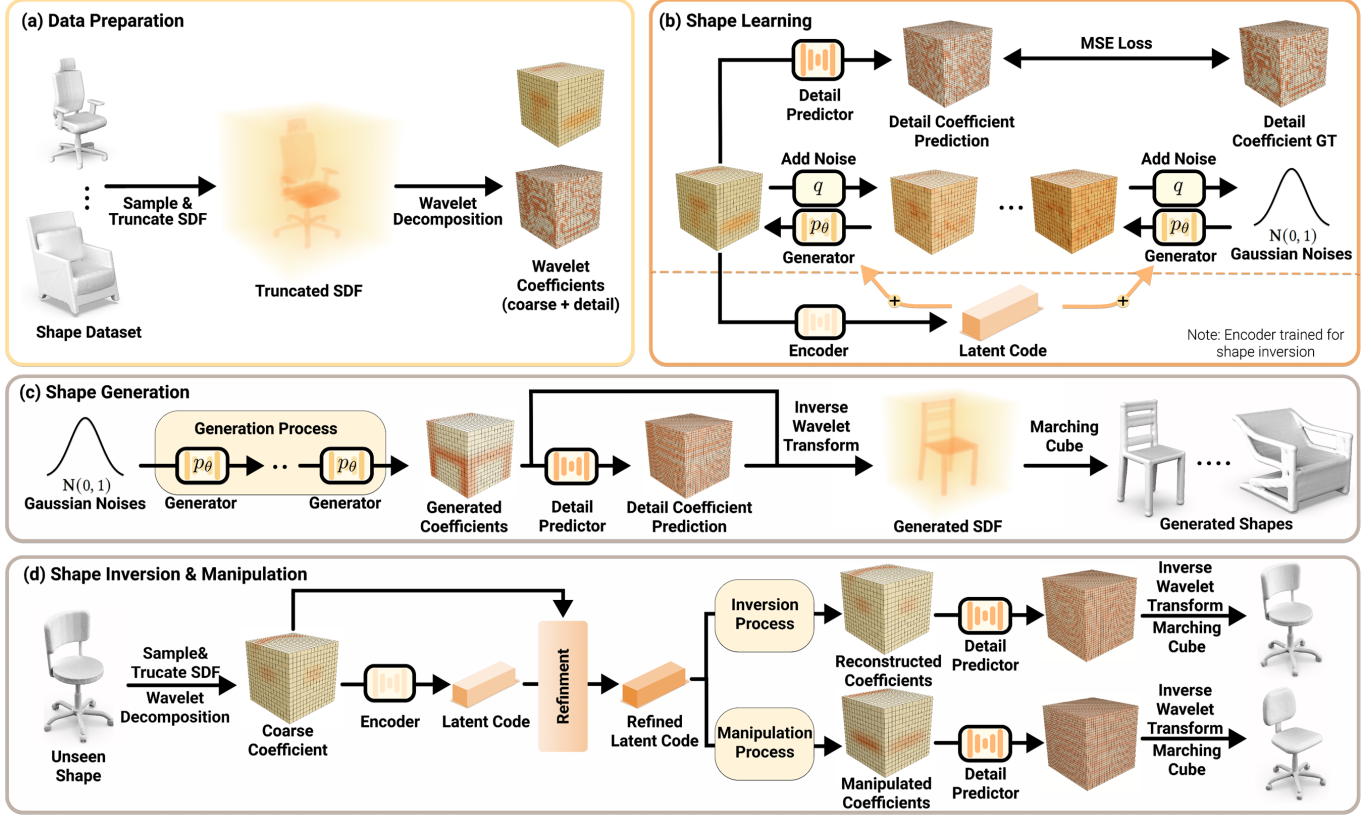 (a) Data Preparation
Sample &
Truncate SDF
Shape Dataset
Truncated SDF
Wavelet
Decomposition
Wavelet
Coefficients
(coarse + detail)
(b) Shape Learning
Detail
Predictor
Detail Coefficient
Prediction
MSE Loss
Detail
Coefficient GT
Add Noise
q
pθ
Generator
...
Add Noise
q
pθ
Generator
N(0, 1)
Gaussian Noises
+
+
Encoder
Latent Code
Note: Encoder trained for
shape inversion
(c) Shape Generation
N(0, 1)
Gaussian Noises
Generation Process
pθ
Generator
..
pθ
Generator
Generated
Coefficients
Detail
Predictor
Detail Coefficient
Prediction
Inverse
Wavelet
Transform
Generated SDF
Marching
Cube
....
Generated Shapes
(d) Shape Inversion & Manipulation
Unseen
Shape
Sample&
Trucate SDF
Wavelet
Decomposition
Coarse
Coefficient
Encoder
Latent Code
Refinment
Refined
Latent Code
Inversion
Process
Reconstructed
Coefficients
Detail
Predictor
Inverse
Wavelet
Transform
Marching
Cube
Manipulation
Process
Manipulated
Coefficients
Detail
Predictor
Inverse
Wavelet
Transform
Marching
Cube